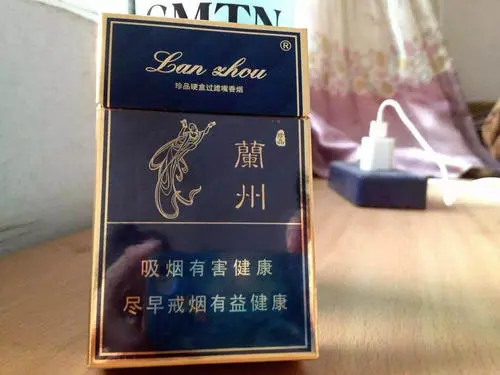 SMTN
Lan zhou ®
珍品硬盒过滤嘴香烟
蘭州
吸烟有害健康
尽早戒烟有益健康